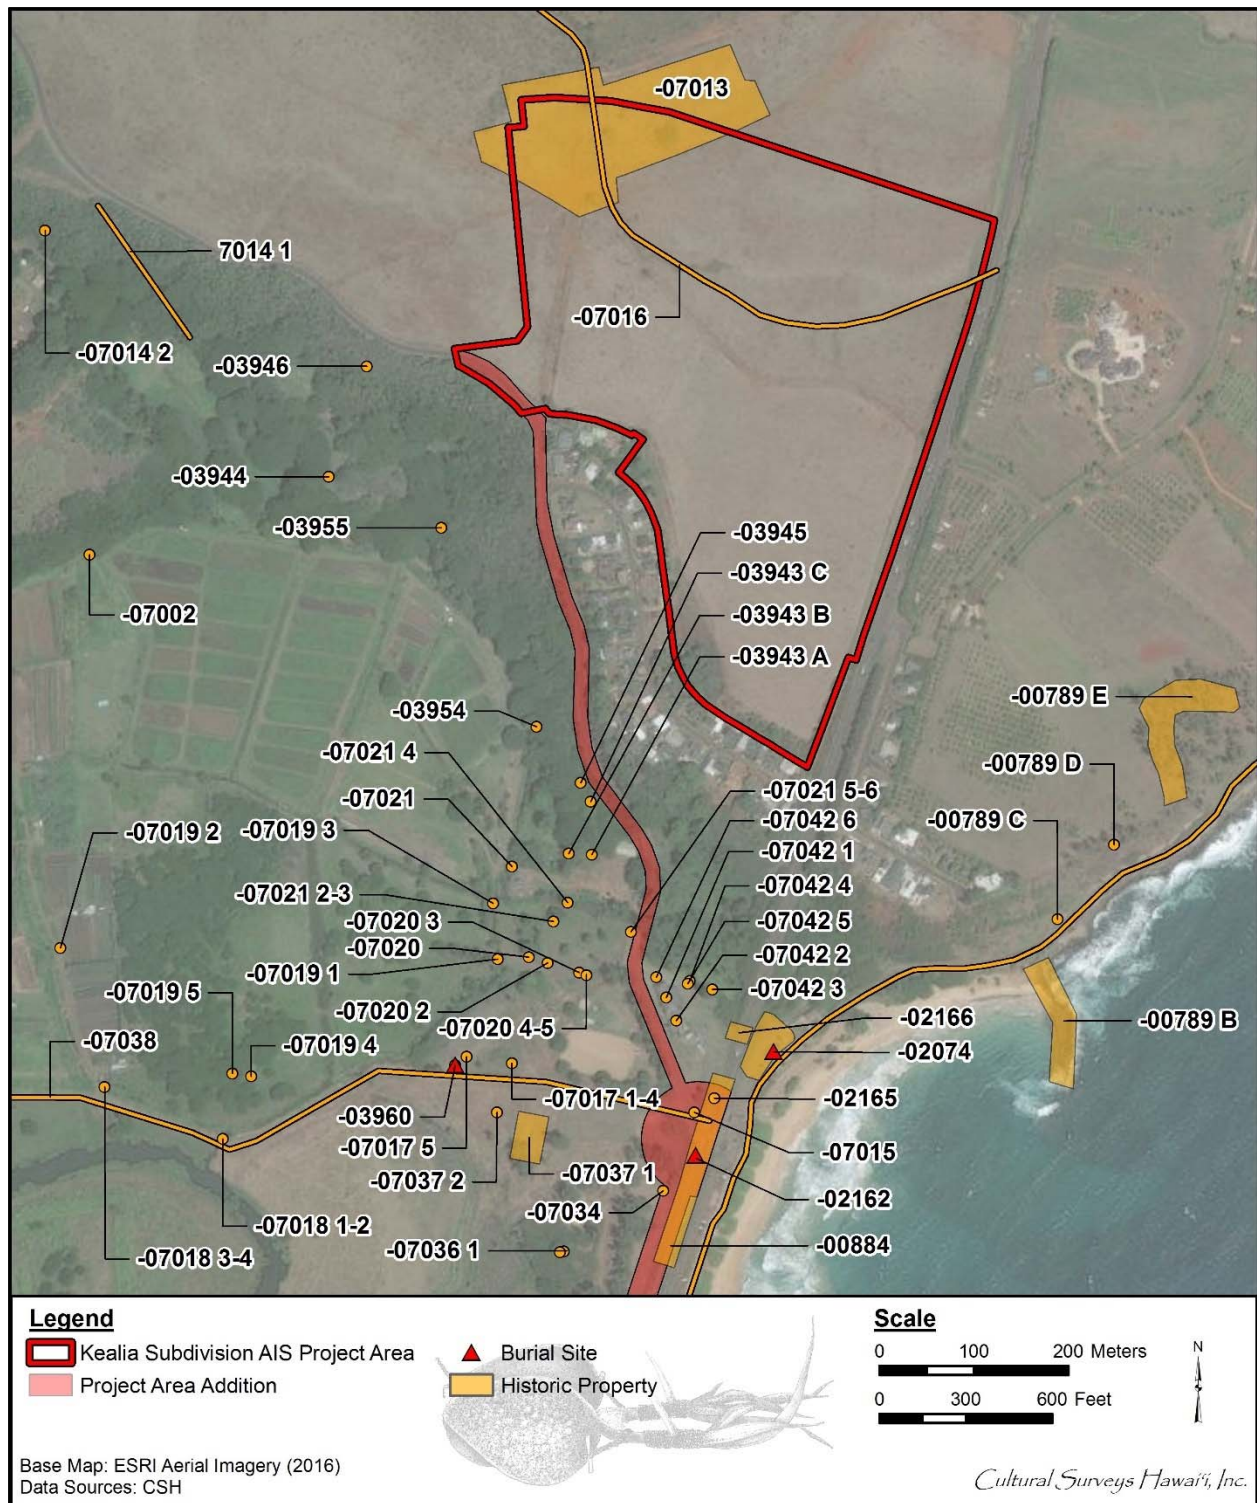 -07013
7014 1
-07016
-07014 2
-03946
-03944
-03955
-03945
-03943 C
-07002
-03943 B
-03943 A
-00789 E
-03954
-07021 4
-00789 D
-07021
-07021 5-6
-07019 2
-07019 3
-07042 6
-00789 C
-07042 1
-07021 2-3
-07042 4
-07020 3
-07042 5
-07020
-07042 2
-07019 1
-07042 3
-07019 5
-07020 2
-07020 4-5
-02166
-00789 B
-07038
-07019 4
-02074
-07017 1-4
-02165
-03960
-07015
-07017 5
-07037 1
-07037 2
-02162
-07034
-07018 1-2
-00884
-07036 1
-07018 3-4
Legend
Kealia Subdivision AIS Project Area
Project Area Addition
Burial Site
Historic Property
Scale
0 100 200 Meters
0 300 600 Feet
N
Base Map: ESRI Aerial Imagery (2016)
Data Sources: CSH
Cultural Surveys Hawai'i, Inc.